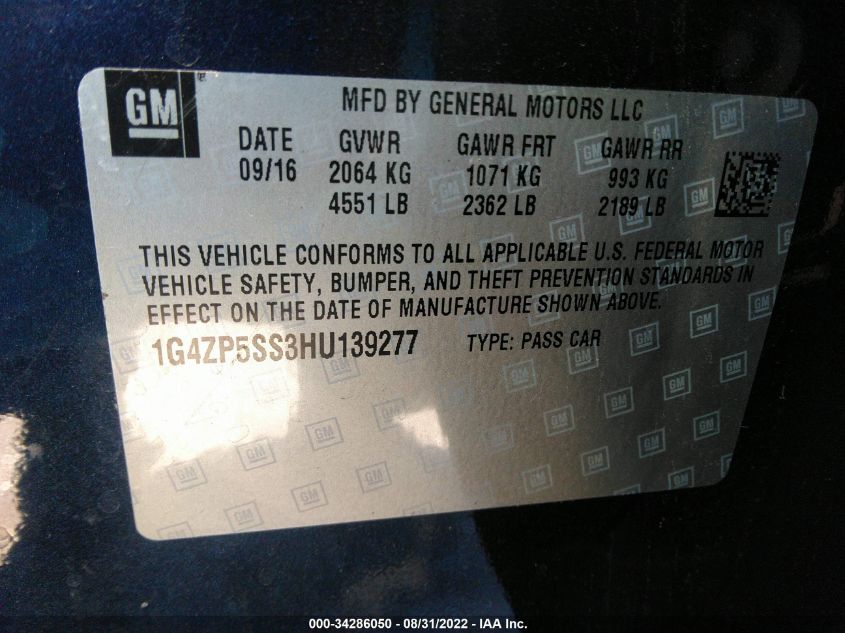 GM
MFD BY GENERAL MOTORS LLC
DATE GVWR GAWR FRT GAWR RR
09/16 2064 KG 1071 KG 993 KG
4551 LB 2362 LB 2189 LB
THIS VEHICLE CONFORMS TO ALL APPLICABLE U.S. FEDERAL MOTOR
VEHICLE SAFETY, BUMPER, AND THEFT PREVENTION STANDARDS IN
EFFECT ON THE DATE OF MANUFACTURE SHOWN ABOVE.
1G4ZP5SS3HU139277 TYPE: PASS CAR
000-34286050 - 08/31/2022 - IAA Inc.